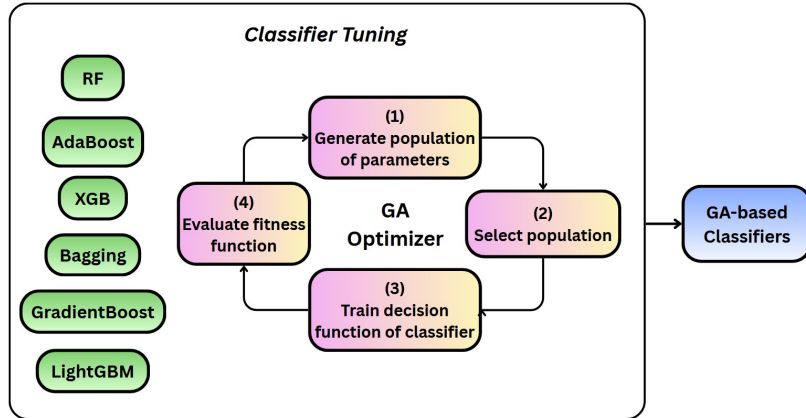 Classifier Tuning
RF
AdaBoost
XGB
Bagging
GradientBoost
LightGBM
(1)
Generate population
of parameters
(2)
Select population
(3)
Train decision
function of classifier
(4)
Evaluate fitness
function
GA
Optimizer
GA-based
Classifiers